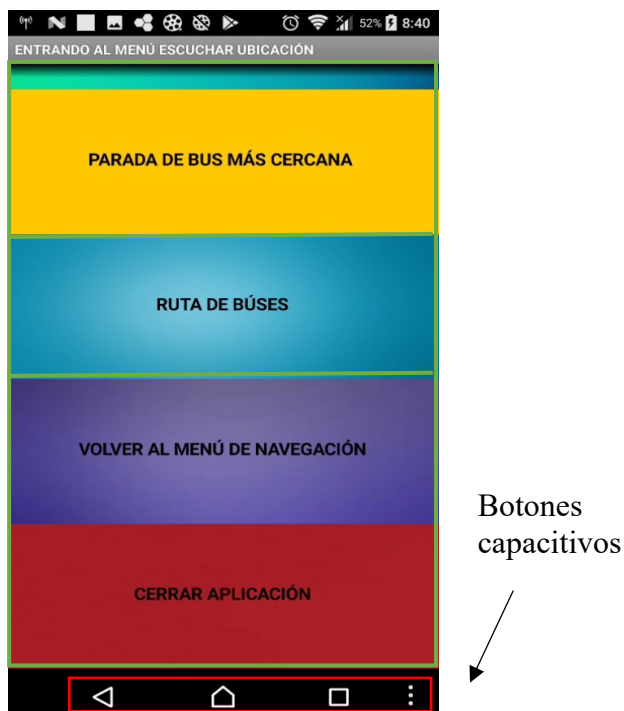 52% 8:40
ENTRANDO AL MENÚ ESCUCHAR UBICACIÓN
PARADA DE BUS MÁS CERCANA
RUTA DE BÚSES
VOLVER AL MENÚ DE NAVEGACIÓN
CERRAR APLICACIÓN
Botones
capacitivos